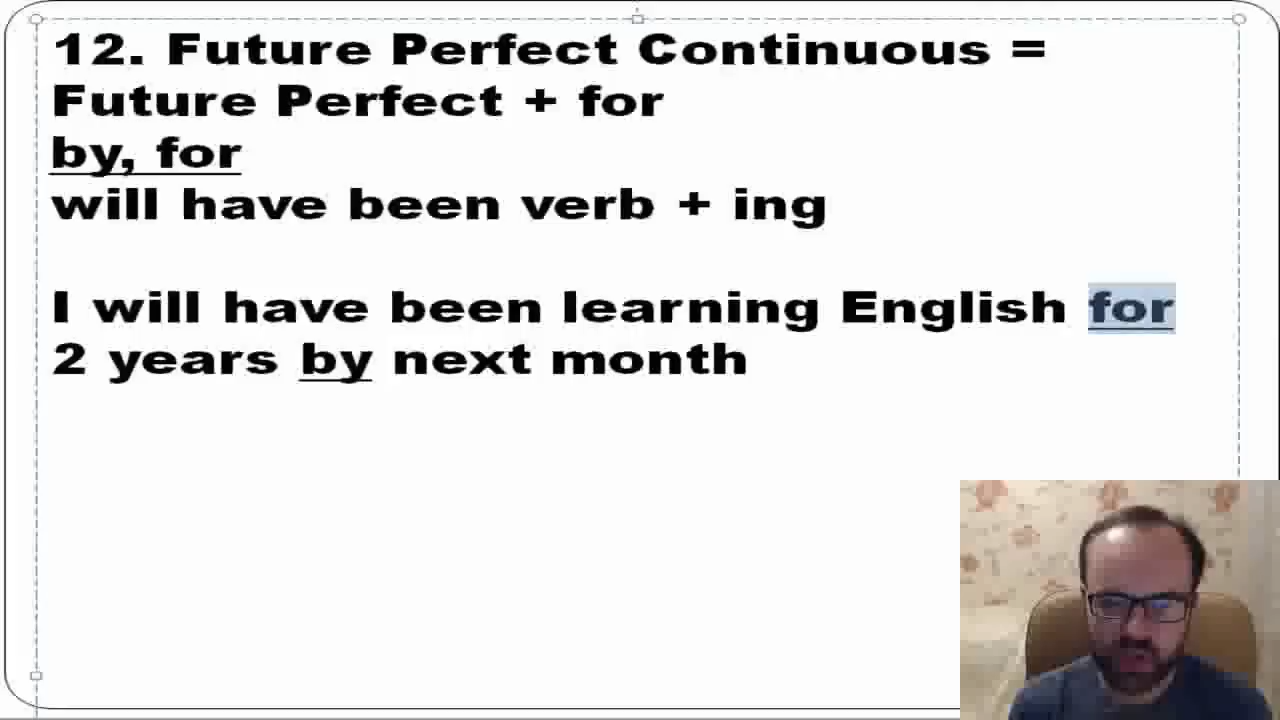 12. Future Perfect Continuous =
Future Perfect + for
by, for
will have been verb + ing
I will have been learning English for
2 years by next month